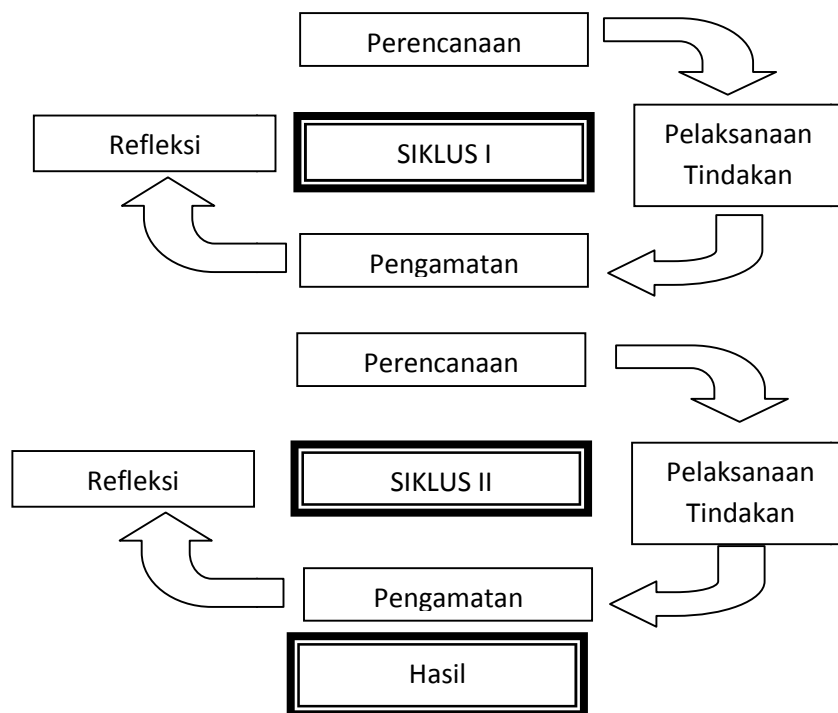 Perencanaan
Refleksi
SIKLUS I
Pelaksanaan
Tindakan
Pengamatan
Perencanaan
Refleksi
SIKLUS II
Pelaksanaan
Tindakan
Pengamatan
Hasil